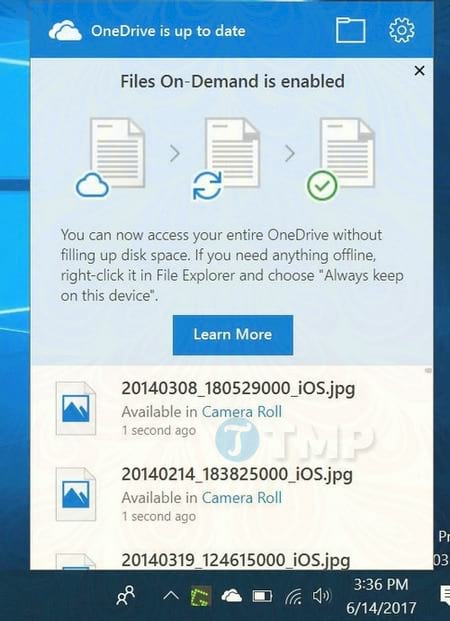 OneDrive is up to date
Files On-Demand is enabled
You can now access your entire OneDrive without
filling up disk space. If you need anything offline,
right-click it in File Explorer and choose "Always keep
on this device".
Learn More
20140308_180529000_iOS.jpg
Available in Camera Roll
1 second ago
TMP
20140214_183825000_iOS.jpg
Available in Camera Roll
1 second ago
20140319_124615000_iOS.jpg
3:36 PM
6/14/2017